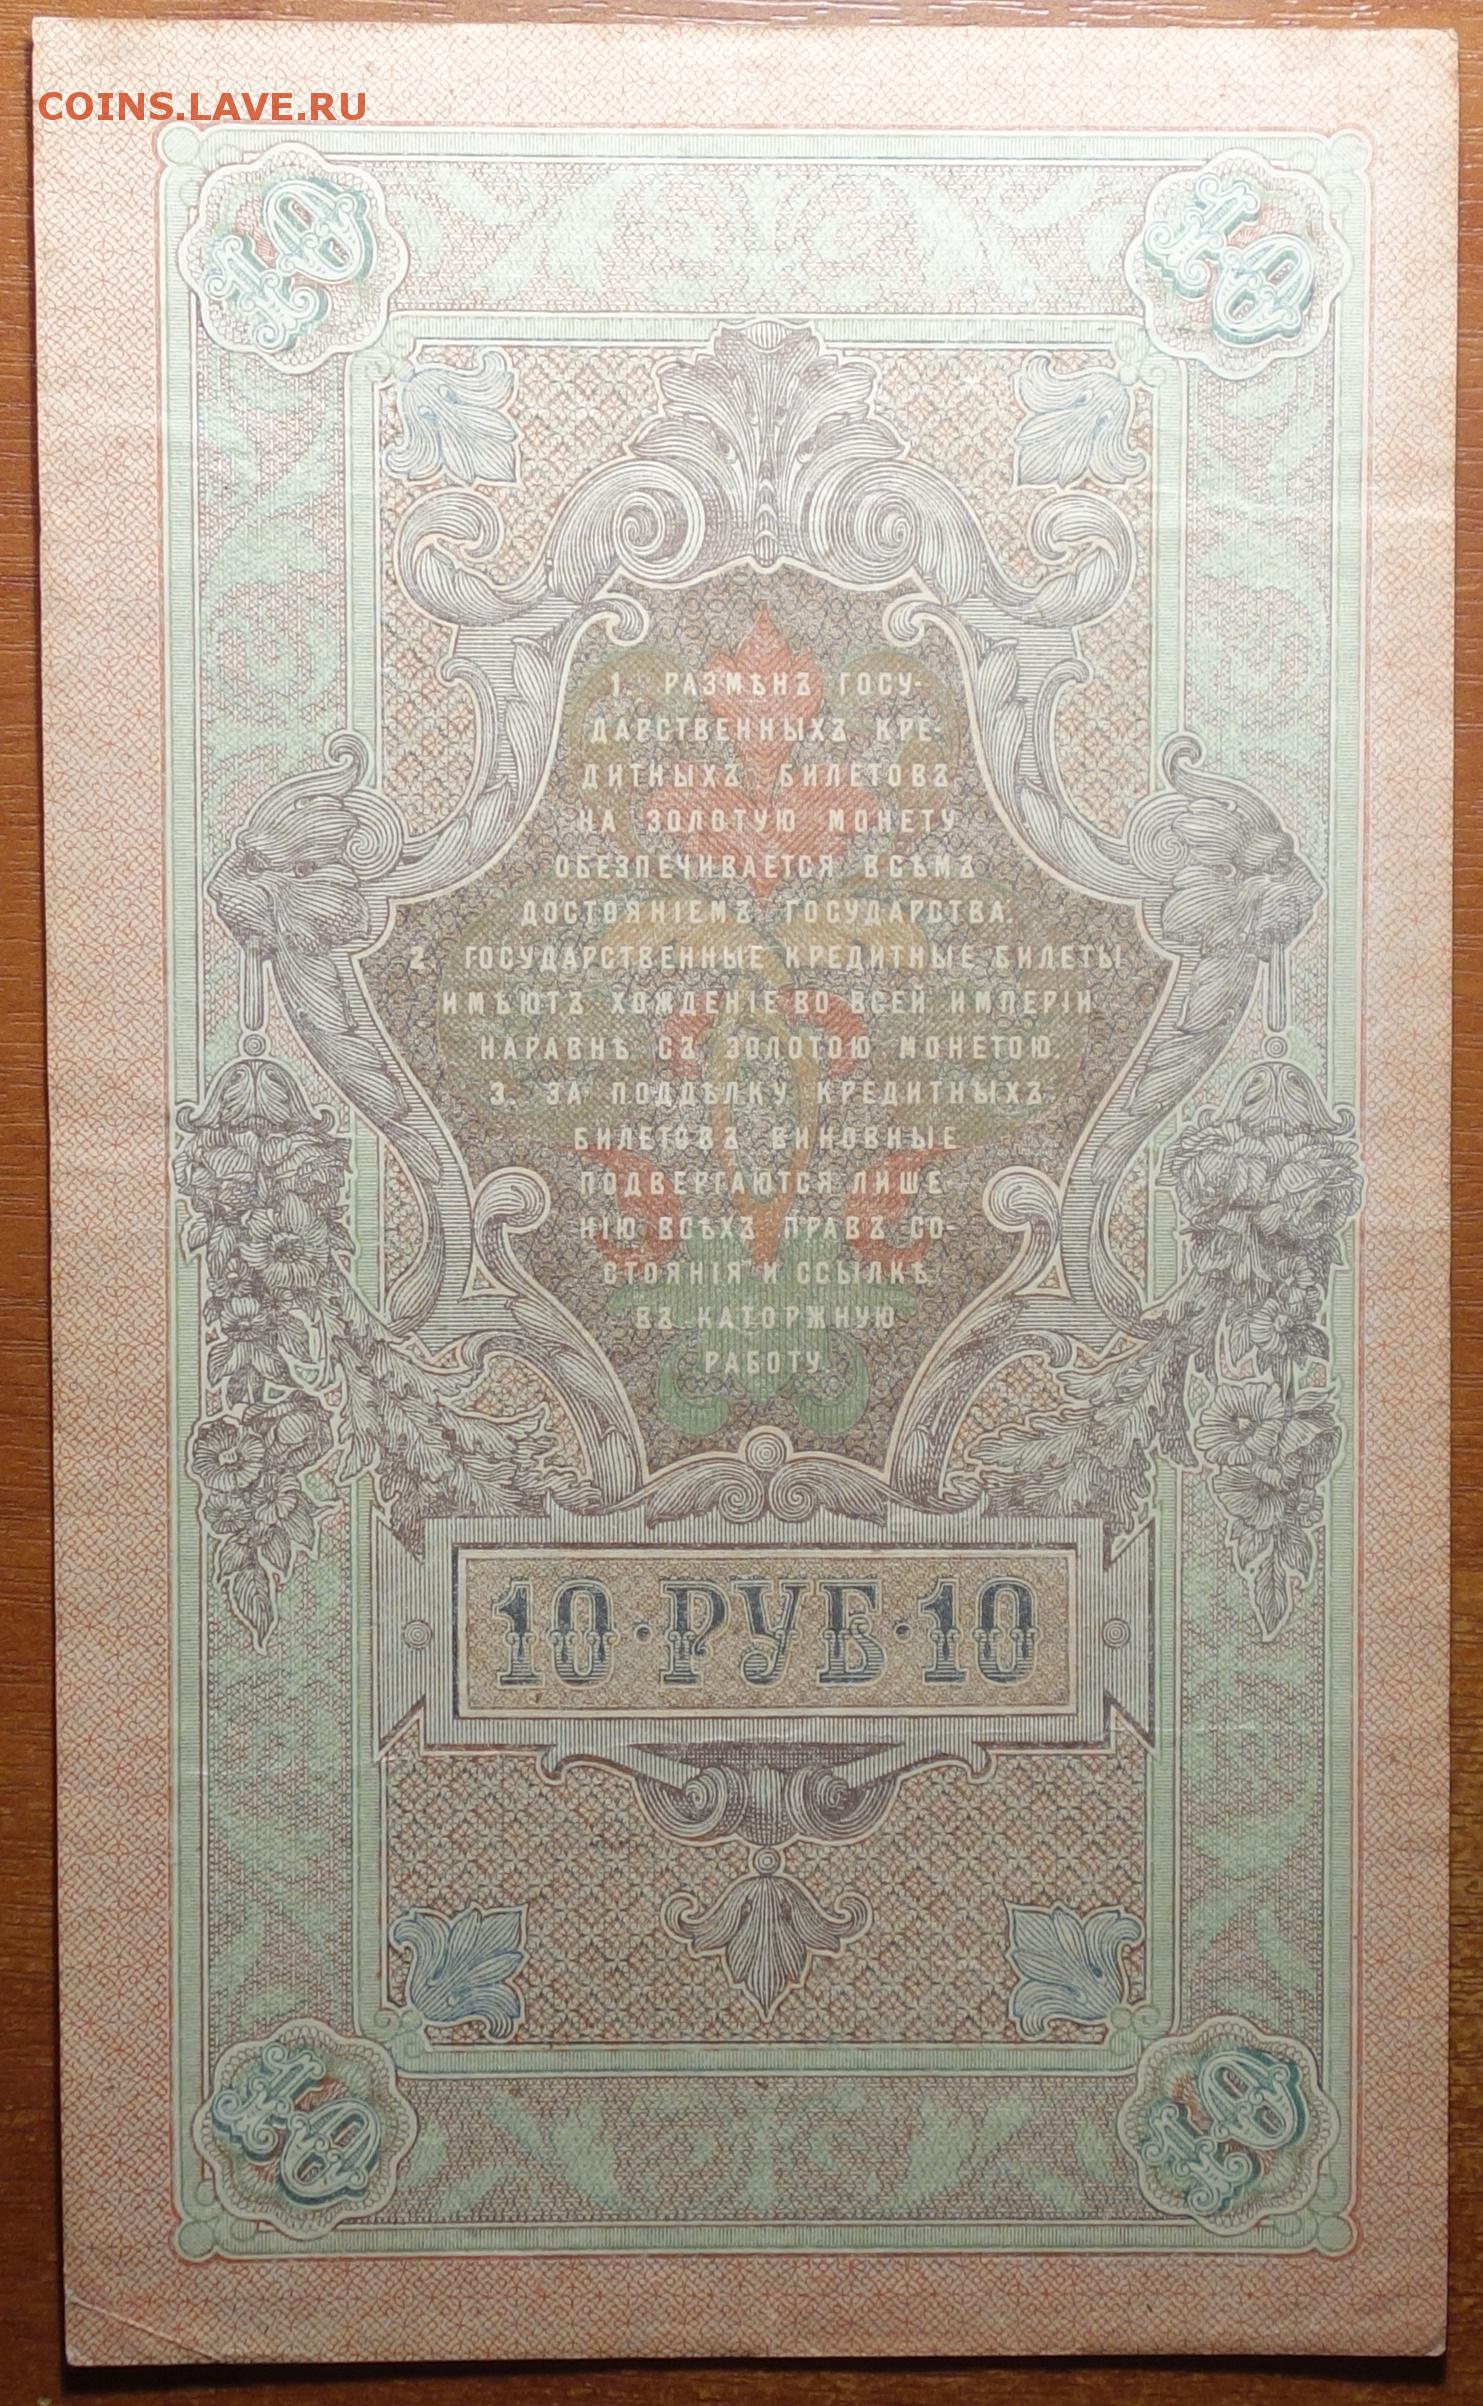 COINS.LAVE.RU
10 10
1. РАЗМѢНЪ ГОСУ-
ДАРСТВЕННЫХЪ КРЕ-
ДИТНЫХЪ БИЛЕТОВЪ
НА ЗОЛОТУЮ МОНЕТУ
ОБЕЗПЕЧИВАЕТСЯ ВСѢМЪ
ДОСТОЯНІЕМЪ ГОСУДАРСТВА.
2. ГОСУДАРСТВЕННЫЕ КРЕДИТНЫЕ БИЛЕТЫ
ИМѢЮТЪ ХОЖДЕНІЕ ВО ВСЕЙ ИМПЕРІИ
НАРАВНѢ СЪ ЗОЛОТОЮ МОНЕТОЮ.
3. ЗА ПОДДѢЛКУ КРЕДИТНЫХЪ
БИЛЕТОВЪ ВИНОВНЫЕ
ПОДВЕРГАЮТСЯ ЛИШЕ
НІЮ ВСѢХЪ ПРАВЪ СО-
СТОЯНІЯ И ССЫЛКѢ
ВЪ КАТОРЖНУЮ
РАБОТУ.
10·РУБ·10
10 10